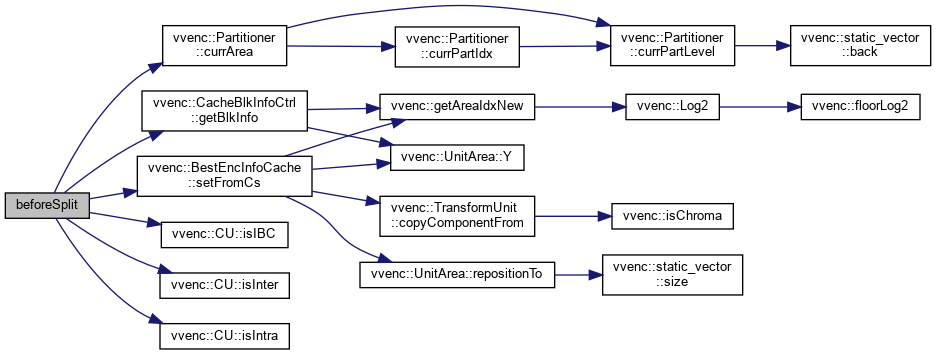 beforeSplit
vvenc::Partitioner
::currArea
vvenc::Partitioner
::currPartIdx
vvenc::Partitioner
::currPartLevel
vvenc::static_vector
::back
vvenc::CacheBlkInfoCtrl
::getBlkInfo
vvenc::getAreaIdxNew
vvenc::Log2
vvenc::floorLog2
vvenc::UnitArea::Y
vvenc::BestEncInfoCache
::setFromCs
vvenc::TransformUnit
::copyComponentFrom
vvenc::isChroma
vvenc::UnitArea::repositionTo
vvenc::static_vector
::size
vvenc::CU::isIBC
vvenc::CU::isInter
vvenc::CU::isIntra